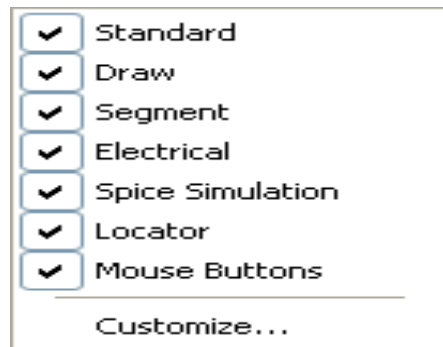 Standard
Draw
Segment
Electrical
Spice Simulation
Locator
Mouse Buttons
Customize...